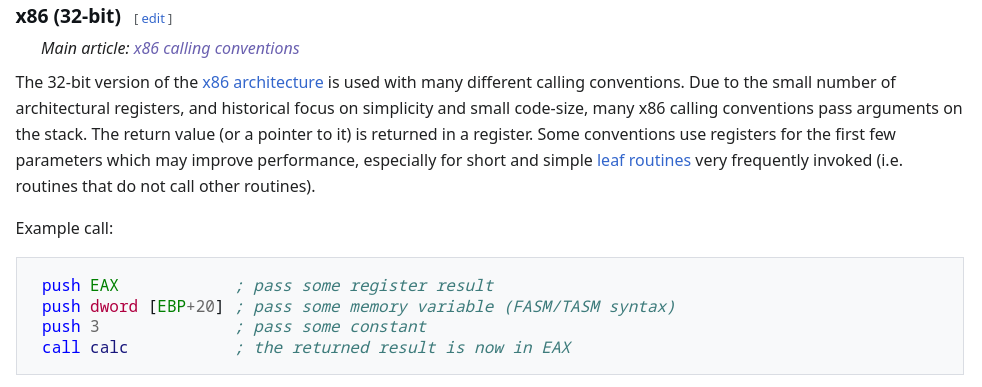 x86 (32-bit) [ edit ]
Main article: x86 calling conventions
The 32-bit version of the x86 architecture is used with many different calling conventions. Due to the small number of
architectural registers, and historical focus on simplicity and small code-size, many x86 calling conventions pass arguments on
the stack. The return value (or a pointer to it) is returned in a register. Some conventions use registers for the first few
parameters which may improve performance, especially for short and simple leaf routines very frequently invoked (i.e.
routines that do not call other routines).
Example call:
push EAX            ; pass some register result
push dword [EBP+20] ; pass some memory variable (FASM/TASM syntax)
push 3              ; pass some constant
call calc           ; the returned result is now in EAX